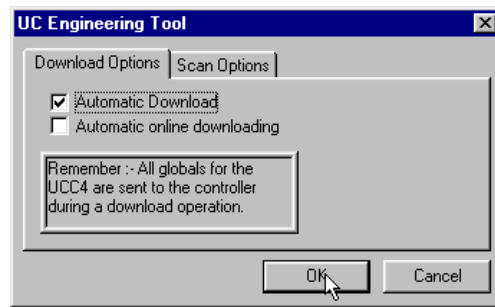 UC Engineering Tool
Download Options
Scan Options
Automatic Download
Automatic online downloading
Remember :- All globals for the
UCC4 are sent to the controller
during a download operation.
OK
Cancel